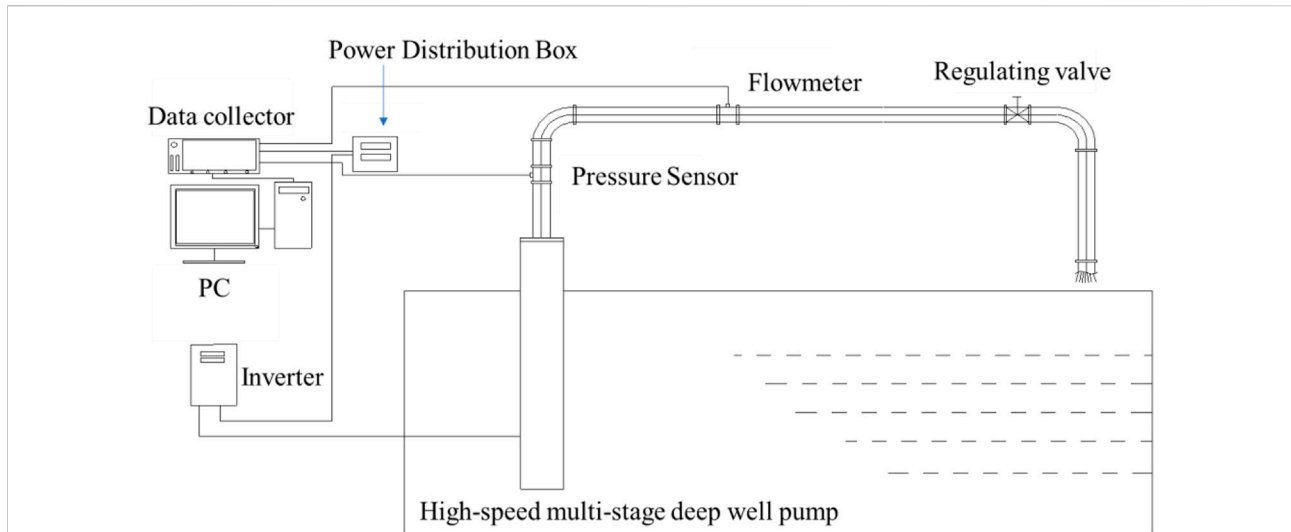 Power Distribution Box
Regulating valve
Flowmeter
Data collector
Pressure Sensor
PC
Inverter
High-speed multi-stage deep well pump